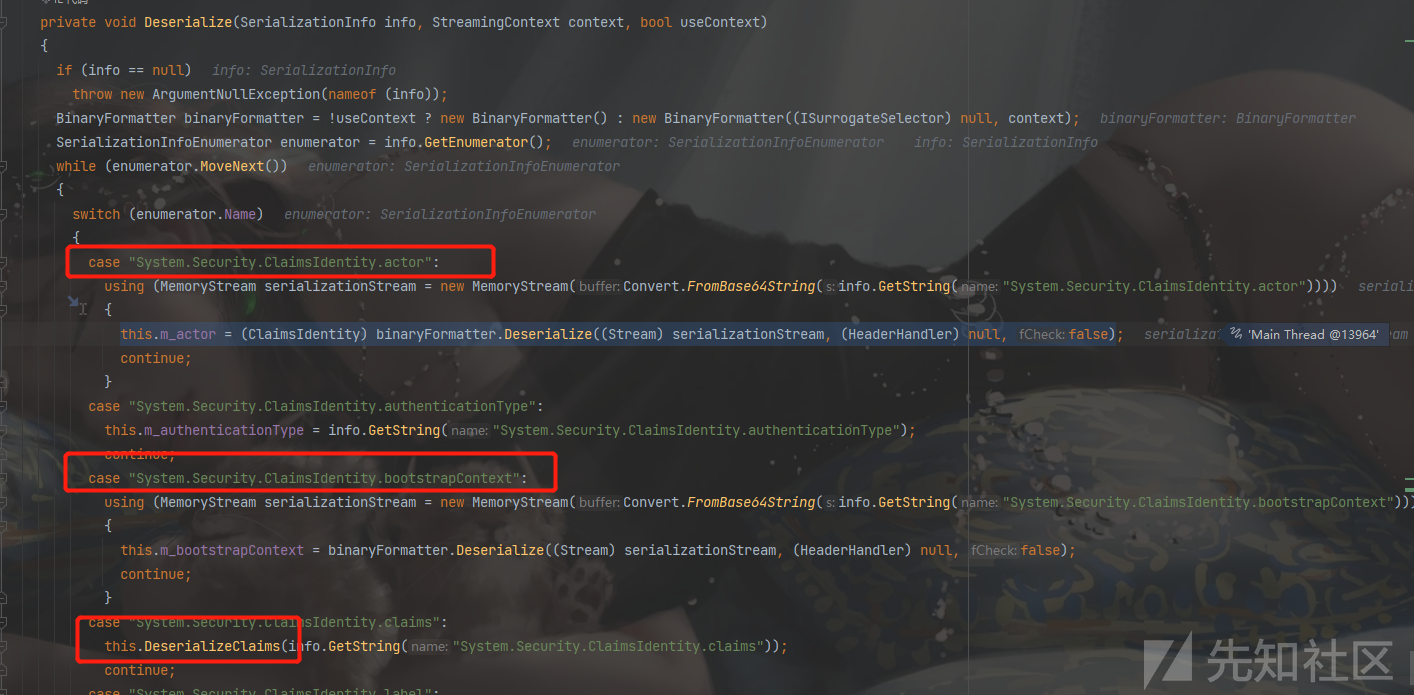 private void Deserialize(SerializationInfo info, StreamingContext context, bool useContext)
{
if (info == null) info: SerializationInfo
throw new ArgumentNullException(nameof (info));
BinaryFormatter binaryFormatter = !useContext ? new BinaryFormatter() : new BinaryFormatter((ISurrogateSelector) null, context); binaryFormatter: BinaryFormatter
SerializationInfoEnumerator enumerator = info.GetEnumerator(); enumerator: SerializationInfoEnumerator info: SerializationInfo
while (enumerator.MoveNext()) enumerator: SerializationInfoEnumerator
{
switch (enumerator.Name) enumerator: SerializationInfoEnumerator
{
case "System.Security.ClaimsIdentity.actor":
using (MemoryStream serializationStream = new MemoryStream(buffer:Convert.FromBase64String(s:info.GetString(name:"System.Security.ClaimsIdentity.actor")))) seriali
{
this.m_actor = (ClaimsIdentity) binaryFormatter.Deserialize((Stream) serializationStream, (HeaderHandler) null, fCheck:false); serializa 'Main Thread @13964' am
continue;
}
case "System.Security.ClaimsIdentity.authenticationType":
this.m_authenticationType = info.GetString(name:"System.Security.ClaimsIdentity.authenticationType");
continue;
case "System.Security.ClaimsIdentity.bootstrapContext":
using (MemoryStream serializationStream = new MemoryStream(buffer:Convert.FromBase64String(s:info.GetString(name:"System.Security.ClaimsIdentity.bootstrapContext")))
{
this.m_bootstrapContext = binaryFormatter.Deserialize((Stream) serializationStream, (HeaderHandler) null, fCheck:false);
continue;
}
case "System.Security.ClaimsIdentity.claims":
this.DeserializeClaims(info.GetString(name:"System.Security.ClaimsIdentity.claims"));
continue;
case "System.Security.ClaimsIdentity.label":
先知社区